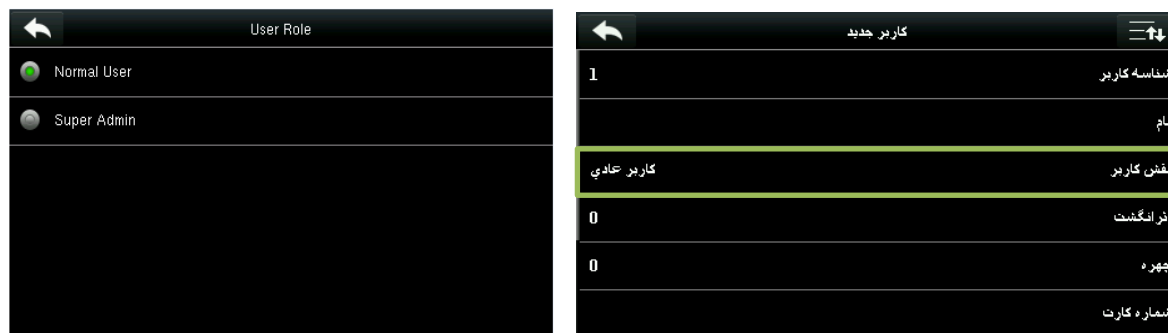 User Role
Normal User
Super Admin
کاربر جدید
شناسه کاربر 1
نام
نقش کاربر کاربر عادي
اثر انگشت 0
چهره 0
شماره کارت